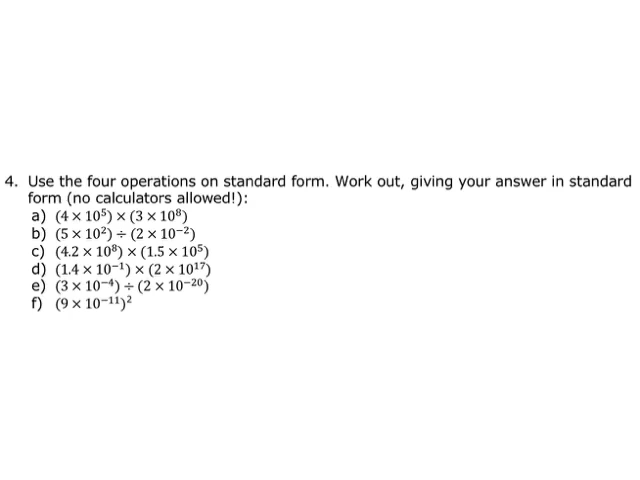 4. Use the four operations on standard form. Work out, giving your answer in standard
form (no calculators allowed!):
a) (4 × 10⁵) × (3 × 10⁸)
b) (5 × 10²) ÷ (2 × 10⁻²)
c) (4.2 × 10⁸) × (1.5 × 10⁵)
d) (1.4 × 10⁻¹) × (2 × 10¹⁷)
e) (3 × 10⁻⁴) ÷ (2 × 10⁻²⁰)
f) (9 × 10⁻¹¹)²